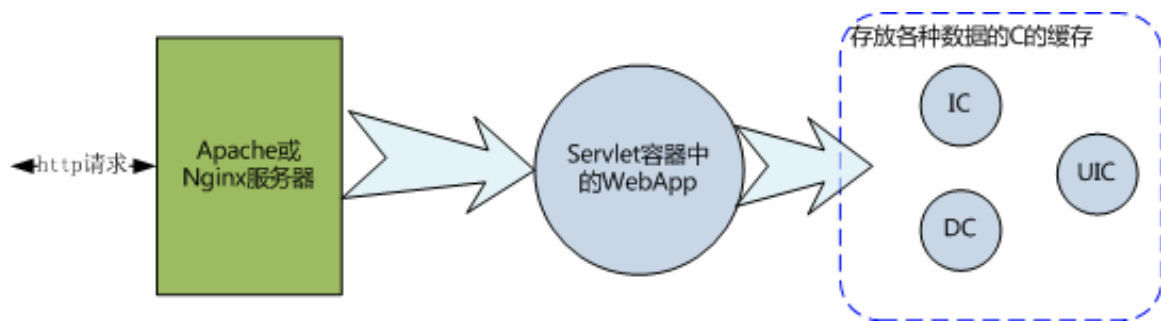 存放各种数据的C的缓存
http请求
Apache或
Nginx服务器
Servlet容器中
的WebApp
IC
UIC
DC